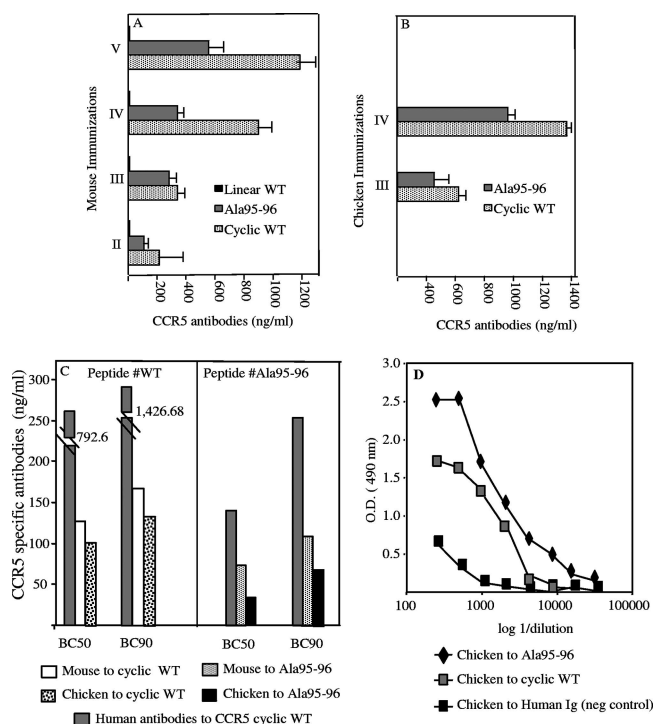 A
V
IV
III
II
Mouse Immunizations
Linear WT
Ala95-96
Cyclic WT
200
400
600
800
1000
1200
CCR5 antibodies (ng/ml)
B
IV
III
Chicken Immunizations
Ala95-96
Cyclic WT
200
400
600
800
1000
1200
1400
CCR5 antibodies (ng/ml)
C
Peptide #WT
Peptide #Ala95-96
CCR5 specific antibodies (ng/ml)
300
250
200
150
100
50
792.6
1,426.68
BC50
BC90
BC50
BC90
Mouse to cyclic WT
Mouse to Ala95-96
Chicken to cyclic WT
Chicken to Ala95-96
Human antibodies to CCR5 cyclic WT
D
O.D. ( 490 nm)
3.0
2.5
2.0
1.5
1.0
0.5
100
1000
10000
100000
log 1/dilution
Chicken to Ala95-96
Chicken to cyclic WT
Chicken to Human Ig (neg control)